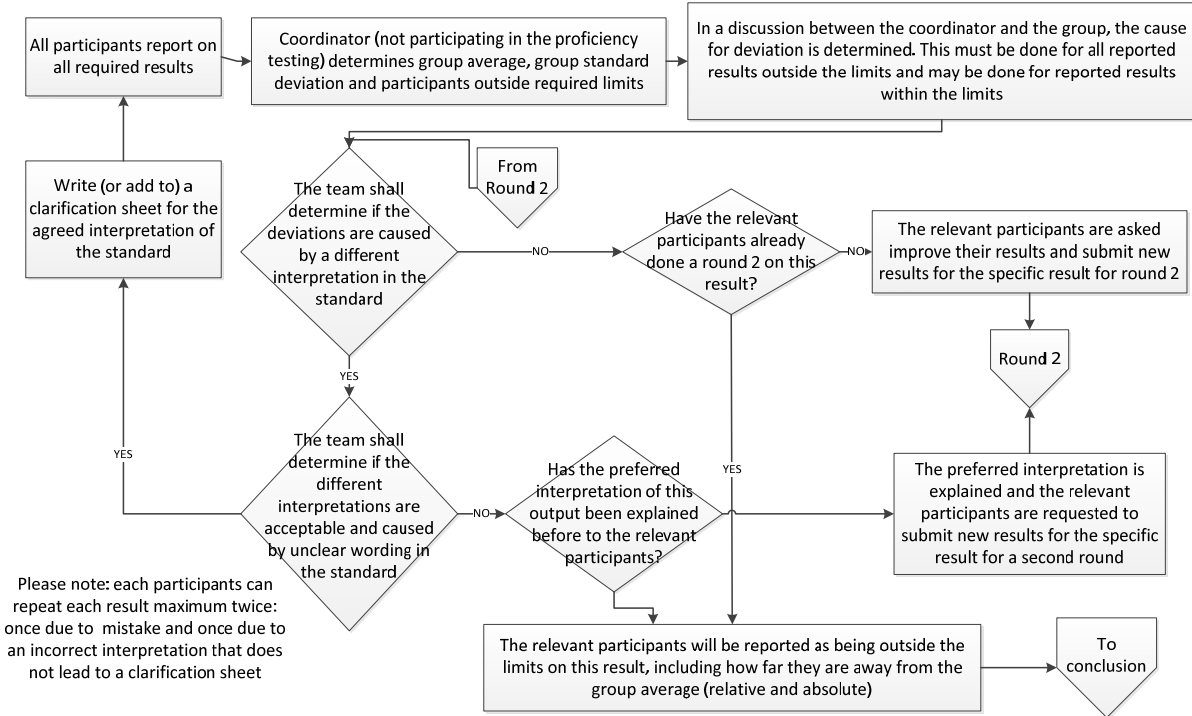 All participants report on
all required results
Coordinator (not participating in the proficiency
testing) determines group average, group standard
deviation and participants outside required limits
In a discussion between the coordinator and the group, the cause
for deviation is determined. This must be done for all reported
results outside the limits and may be done for reported results
within the limits
Write (or add to) a
clarification sheet for the
agreed interpretation of
the standard
The team shall
determine if the
deviations are caused
by a different
interpretation in the
standard
From
Round 2
NO
Have the relevant
participants already
done a round 2 on this
result?
NO
The relevant participants are asked
improve their results and submit new
results for the specific result for round 2
Round 2
YES
YES
The team shall
determine if the
different
interpretations are
acceptable and caused
by unclear wording in
the standard
NO
Has the preferred
interpretation of this
output been explained
before to the relevant
participants?
YES
The preferred interpretation is
explained and the relevant
participants are requested to
submit new results for the specific
result for a second round
Please note: each participants can
repeat each result maximum twice:
once due to mistake and once due to
an incorrect interpretation that does
not lead to a clarification sheet
The relevant participants will be reported as being outside the
limits on this result, including how far they are away from the
group average (relative and absolute)
To
conclusion